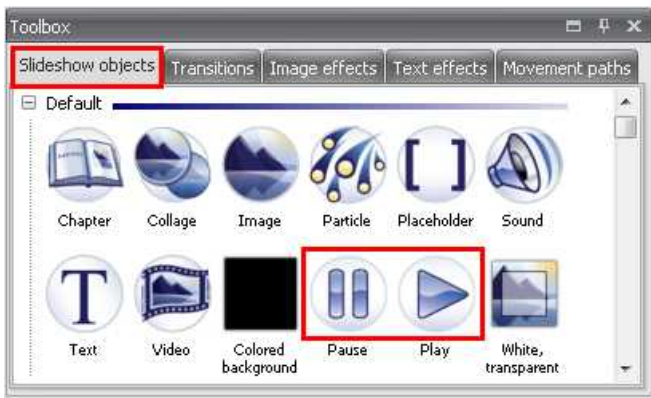 Toolbox
Slideshow objects Transitions Image effects Text effects Movement paths
Default
Chapter Collage Image Particle Placeholder Sound
Text Video Colored background Pause Play White, transparent